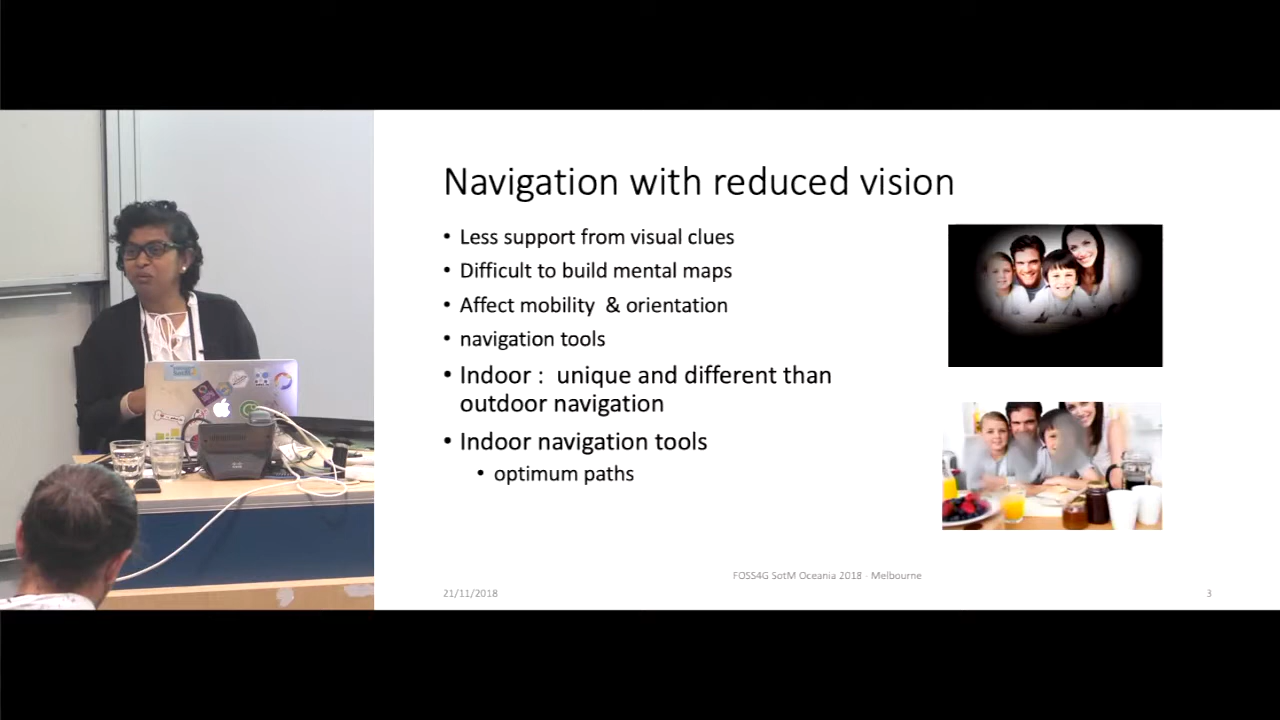 Navigation with reduced vision
• Less support from visual clues
• Difficult to build mental maps
• Affect mobility & orientation
• navigation tools
• Indoor : unique and different than
outdoor navigation
• Indoor navigation tools
• optimum paths
FOSS4G SotM Oceania 2018 - Melbourne
21/11/2018
3